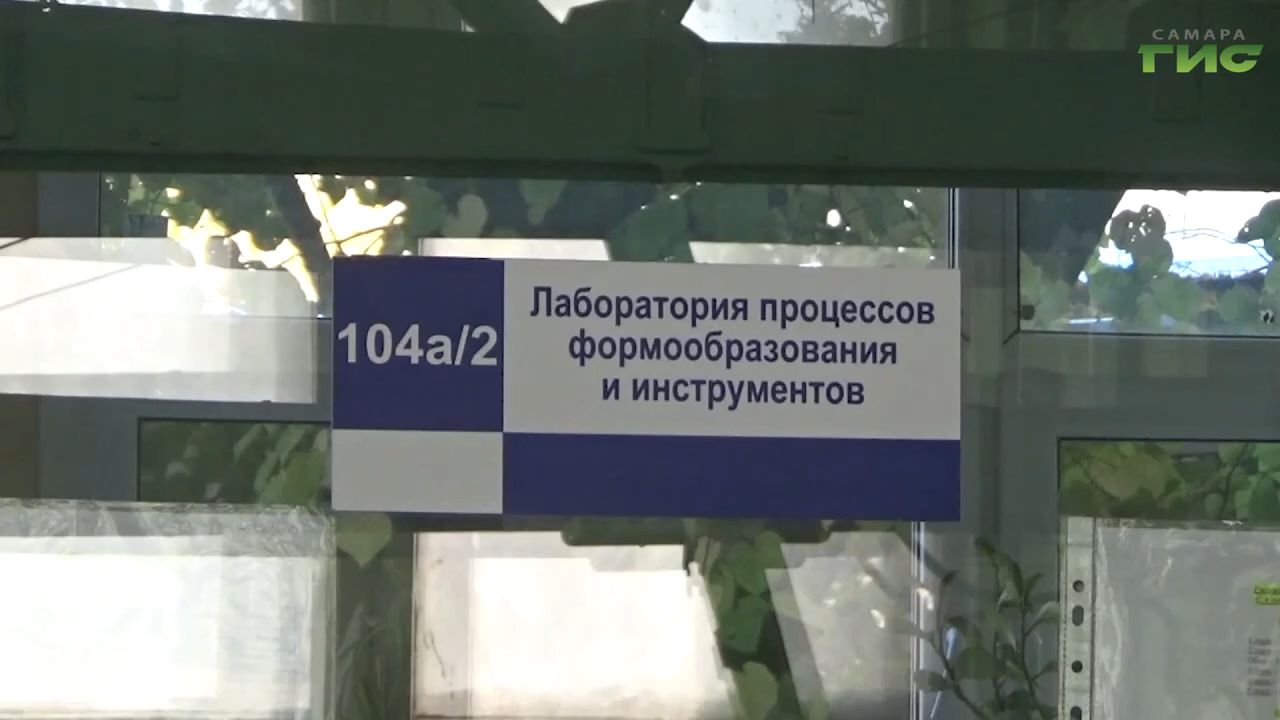 САМАРА
ГИС
104а/2
Лаборатория процессов
формообразования
и инструментов